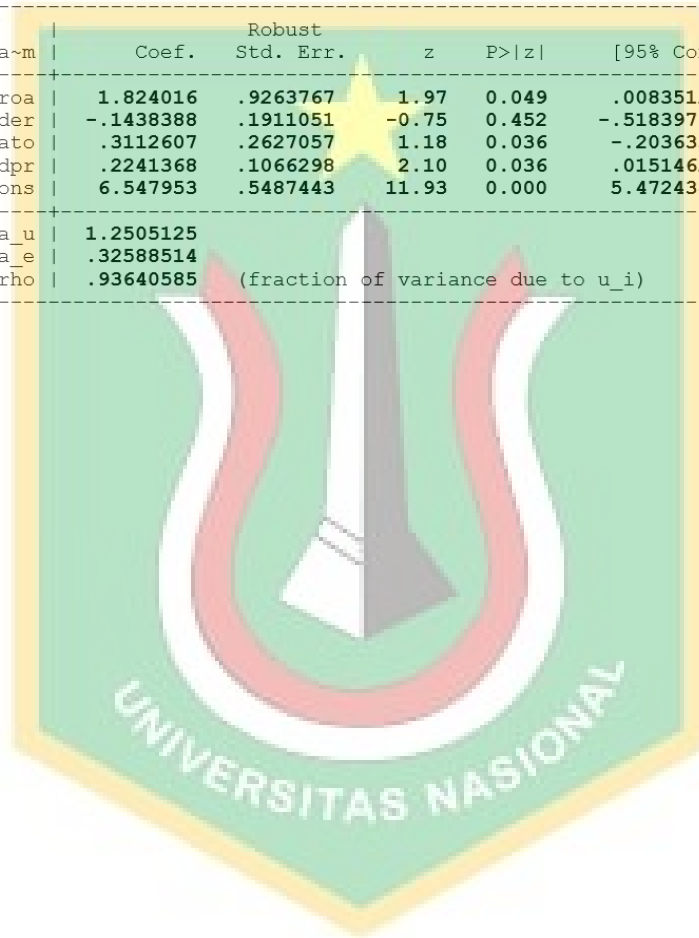 | Robust
a~m | Coef. Std. Err. z P>|z| [95% Co
roa | 1.824016 .9263767 1.97 0.049 .008351
der | -.1438388 .1911051 -0.75 0.452 -.518397
ato | .3112607 .2627057 1.18 0.036 -.20363
dpr | .2241368 .1066298 2.10 0.036 .015146
ons | 6.547953 .5487443 11.93 0.000 5.47243
a_u | 1.2505125
a_e | .32588514
rho | .93640585 (fraction of variance due to u_i)
UNIVERSITAS NASIONAL